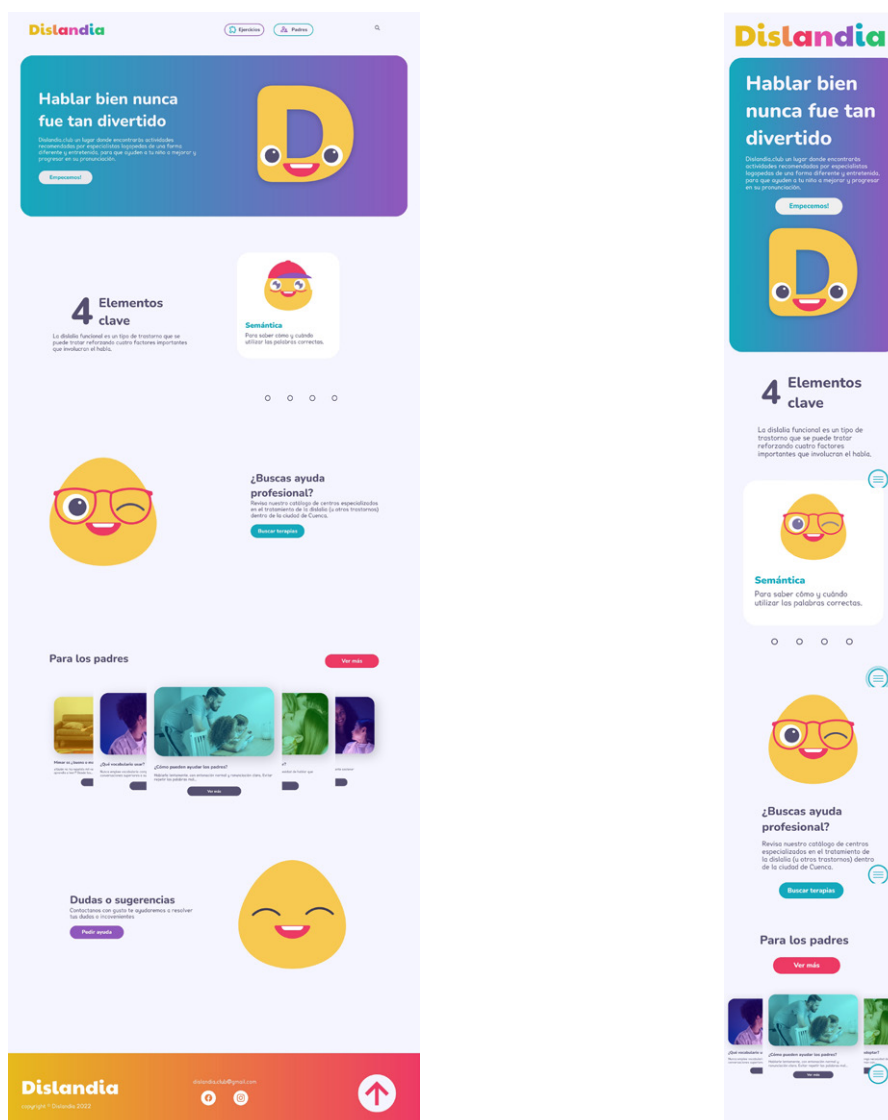 Dislandia
Ejercicios
Padres
Hablar bien nunca
fue tan divertido
Dislandia.club un lugar donde encontrarás actividades
recomendadas por especialistas logopedas de una forma
diferente y entretenida, para que ayuden a tu niño a mejorar y
progresar en su pronunciación.
Empecemos!
4 Elementos
clave
La dislalia funcional es un tipo de trastorno que se
puede tratar reforzando cuatro factores importantes
que involucran el habla.
Semántica
Para saber cómo y cuándo
utilizar las palabras correctas.
¿Buscas ayuda
profesional?
Revisa nuestro catálogo de centros especializados
en el tratamiento de la dislalia (u otros trastornos)
dentro de la ciudad de Cuenca.
Buscar terapias
Para los padres
Ver más
¿Qué vocabulario usar?
¿Cómo pueden ayudar los padres?
Ver más
Dudas o sugerencias
Contactanos con gusto te ayudaremos a resolver
tus dudas o incovenientes
Pedir ayuda
Dislandia
copyright ® Dislandia 2022
dislandia.club@gmail.com
Dislandia
Hablar bien
nunca fue tan
divertido
Dislandia.club un lugar donde encontrarás
actividades recomendadas por especialistas
logopedas de una forma diferente y entretenida,
para que ayuden a tu niño a mejorar y progresar
en su pronunciación.
Empecemos!
4 Elementos
clave
La dislalia funcional es un tipo de
trastorno que se puede tratar
reforzando cuatro factores
importantes que involucran el habla.
Semántica
Para saber cómo y cuándo
utilizar las palabras correctas.
¿Buscas ayuda
profesional?
Revisa nuestro catálogo de centros
especializados en el tratamiento de
la dislalia (u otros trastornos) dentro
de la ciudad de Cuenca.
Buscar terapias
Para los padres
Ver más
¿Cómo pueden ayudar los padres?
Ver más